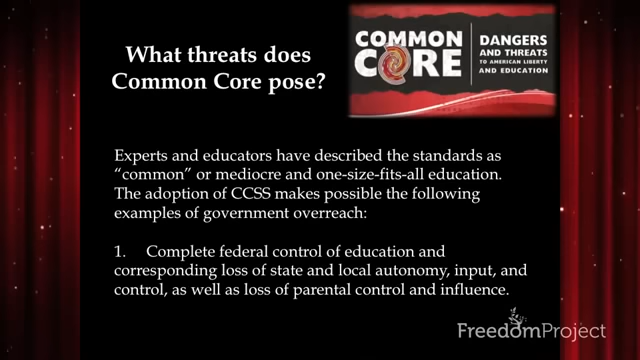 What threats does
Common Core pose?
COMMON
CORE
DANGERS
AND THREATS
TO AMERICAN LIBERTY
AND EDUCATION
Experts and educators have described the standards as
“common” or mediocre and one-size-fits-all education.
The adoption of CCSS makes possible the following
examples of government overreach:
1. Complete federal control of education and
corresponding loss of state and local autonomy, input, and
control, as well as loss of parental control and influence.
FreedomProject